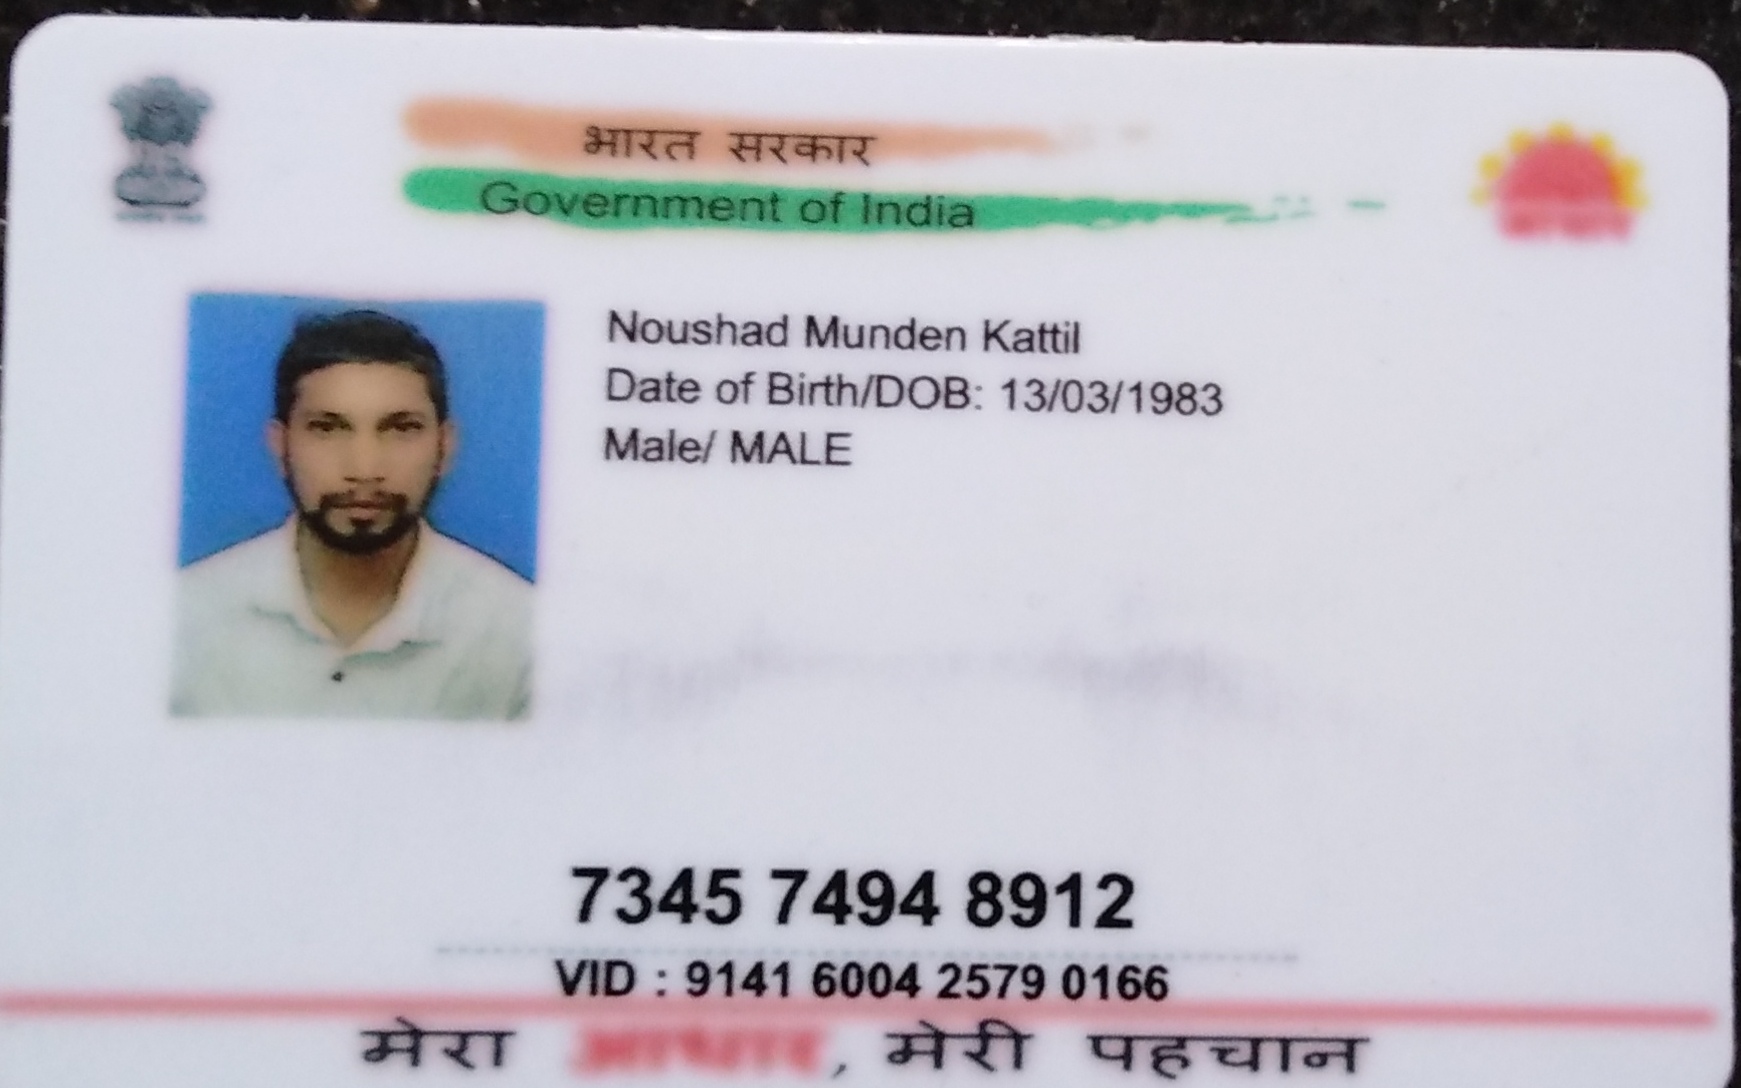 भारत सरकार
Government of India
Noushad Munden Kattil
Date of Birth/DOB: 13/03/1983
Male/ MALE
7345 7494 8912
VID : 9141 6004 2579 0166
मेरा आधार, मेरी पहचान